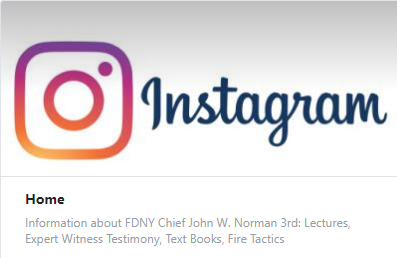 Instagram
Home
Information about FDNY Chief John W. Norman 3rd: Lectures,
Expert Witness Testimony, Text Books, Fire Tactics